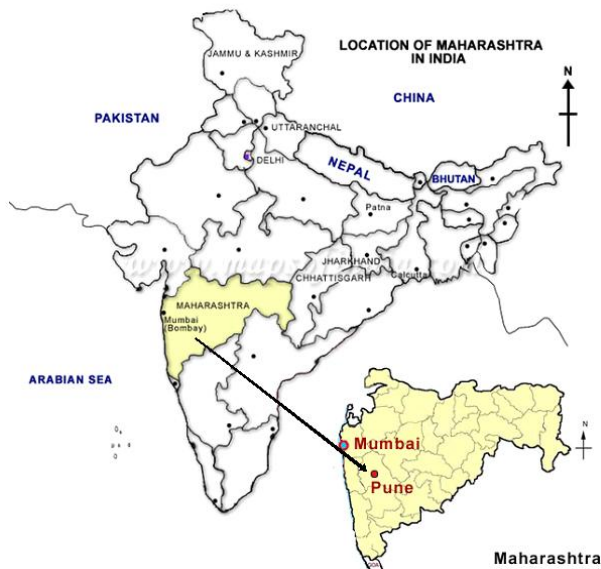 LOCATION OF MAHARASHTRA
IN INDIA
JAMMU & KASHMIR
N
CHINA
PAKISTAN
UTTARANCHAL
DELHI
NEPAL
BHUTAN
Patna
JHARKHAND
CHHATTISGARH
Calcutta
MAHARASHTRA
Mumbai
(Bombay)
ARABIAN SEA
N
Mumbai
Pune
GOA
Maharashtra